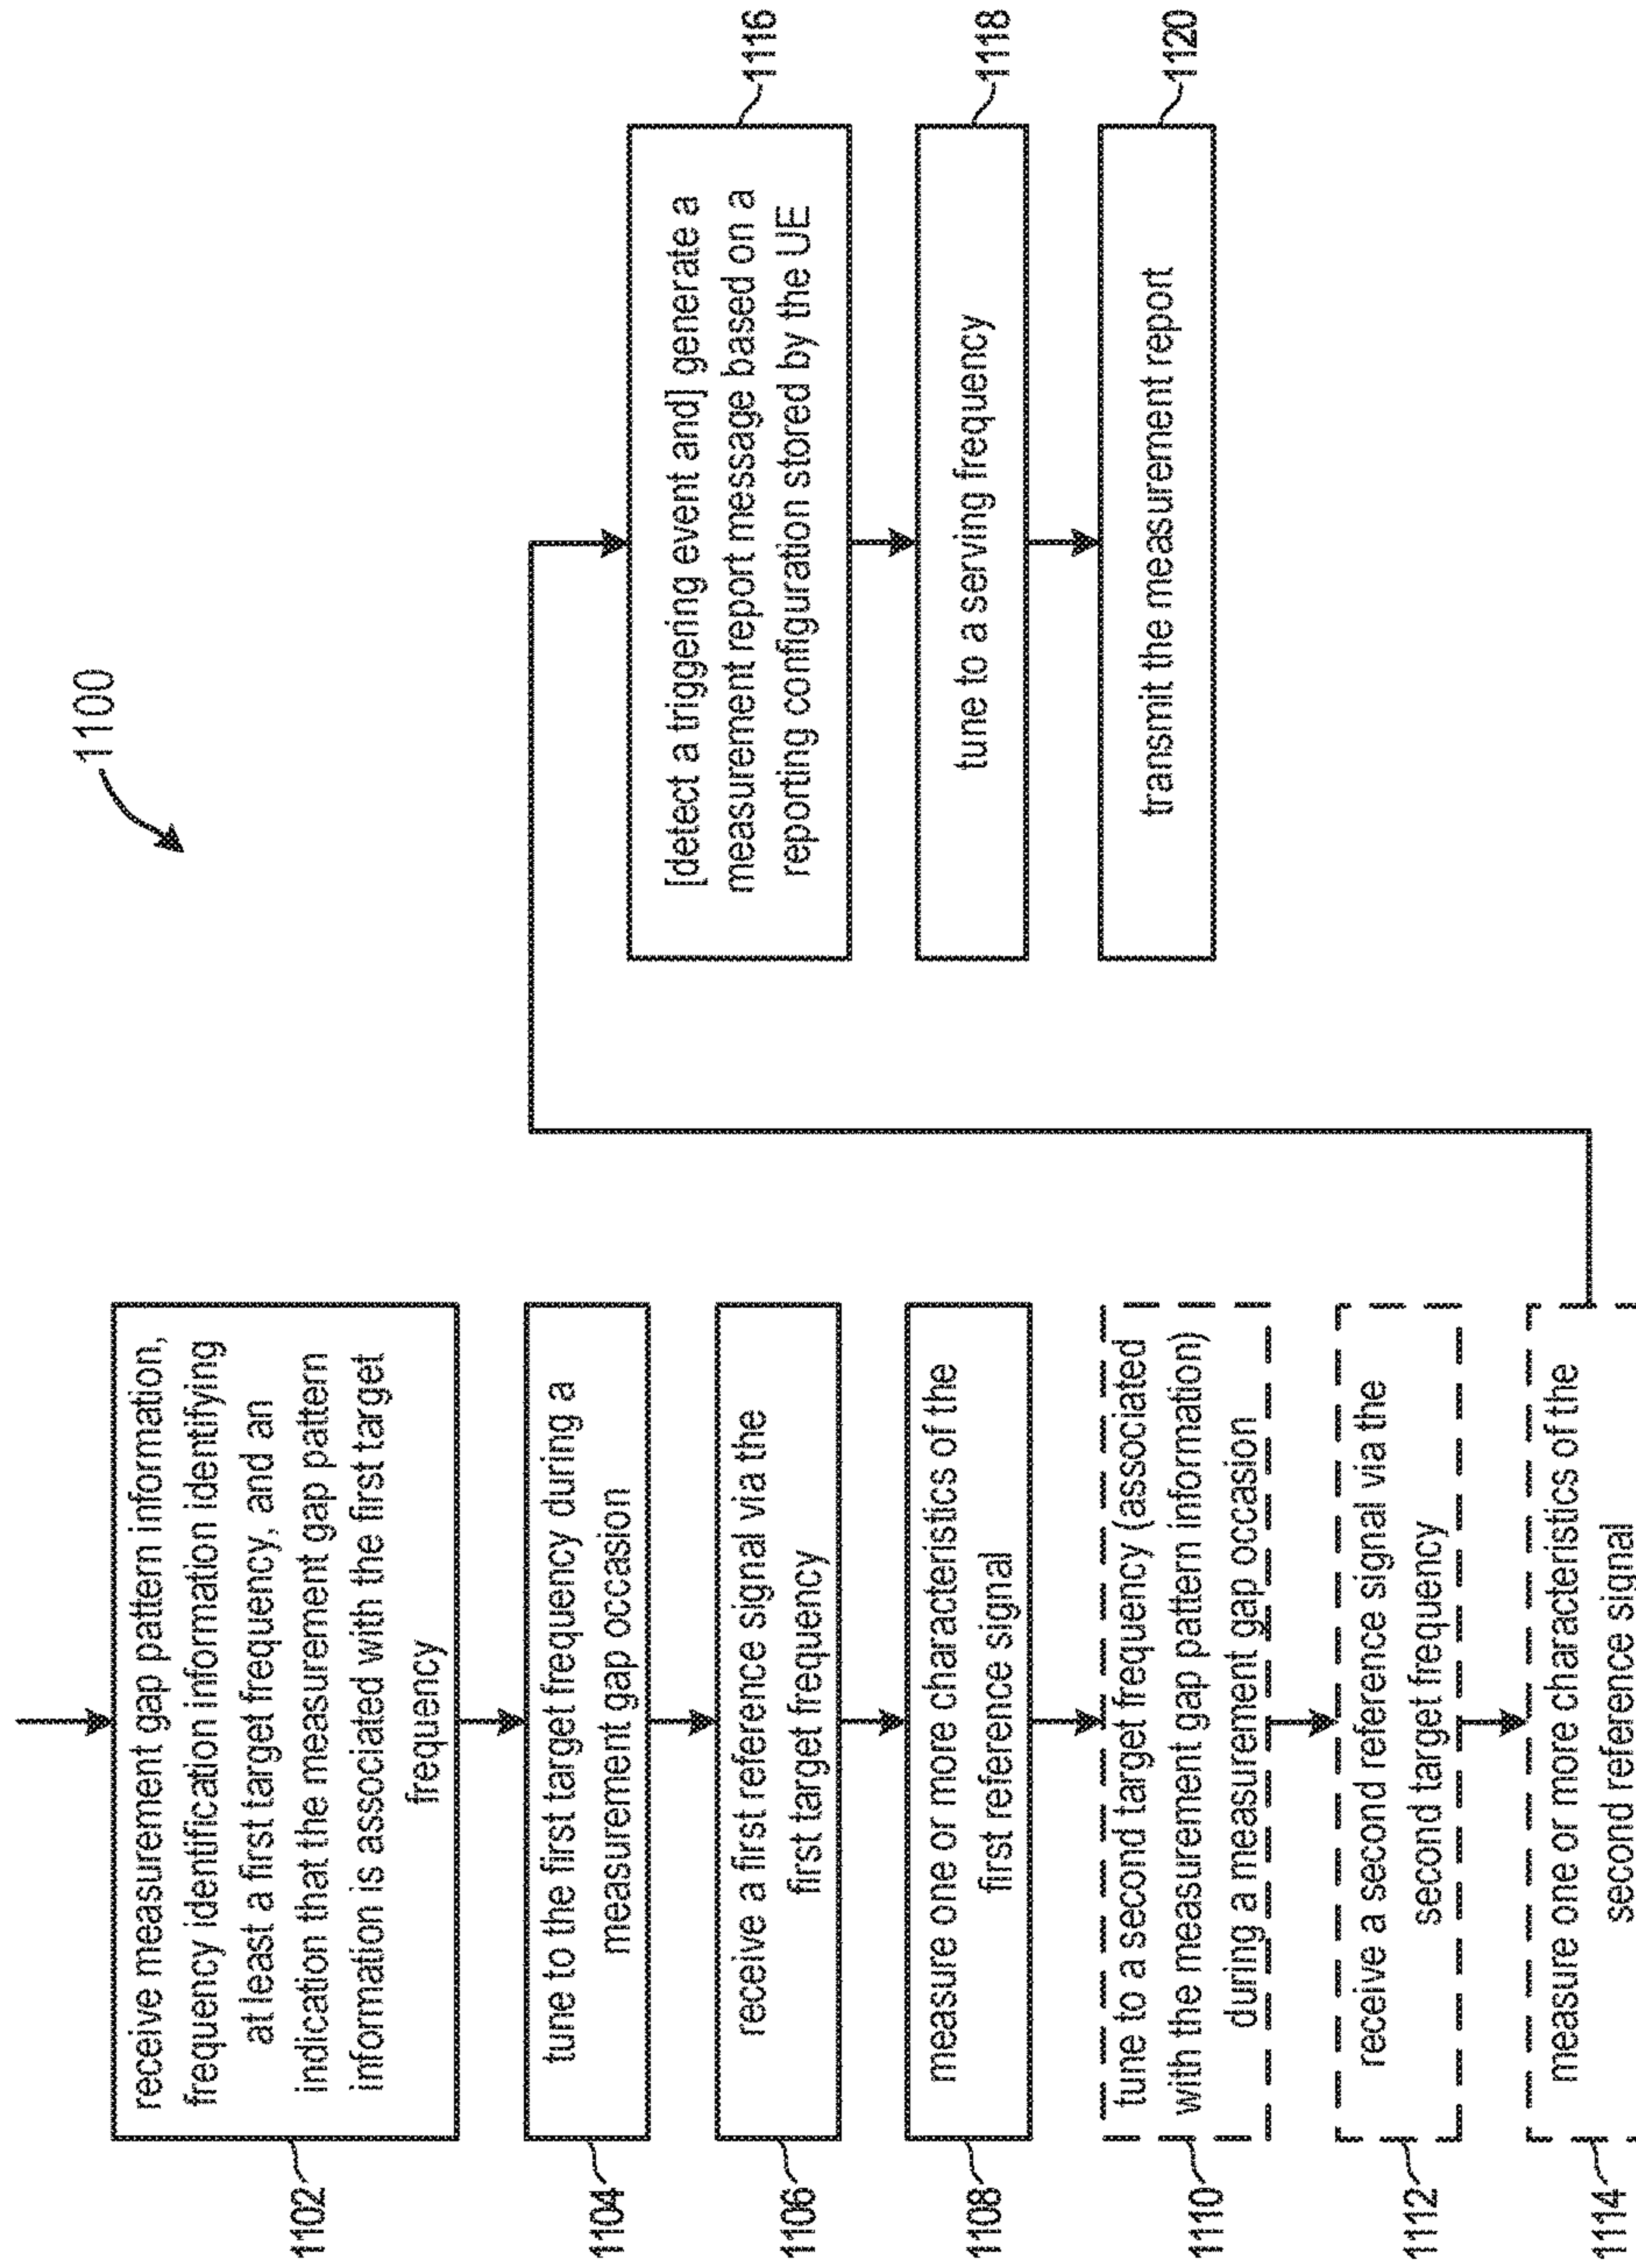 1100
receive measurement gap pattern information,
frequency identification information identifying
at least a first target frequency, and an
indication that the measurement gap pattern
information is associated with the first target
frequency
1102
tune to the first target frequency during a
measurement gap occasion
1104
receive a first reference signal via the
first target frequency
1106
measure one or more characteristics of the
first reference signal
1108
tune to a second target frequency (associated
with the measurement gap pattern information)
during a measurement gap occasion
1110
receive a second reference signal via the
second target frequency
1112
measure one or more characteristics of the
second reference signal
1114
[detect a triggering event and] generate a
measurement report message based on a
reporting configuration stored by the UE
1116
tune to a serving frequency
1118
transmit the measurement report
1120